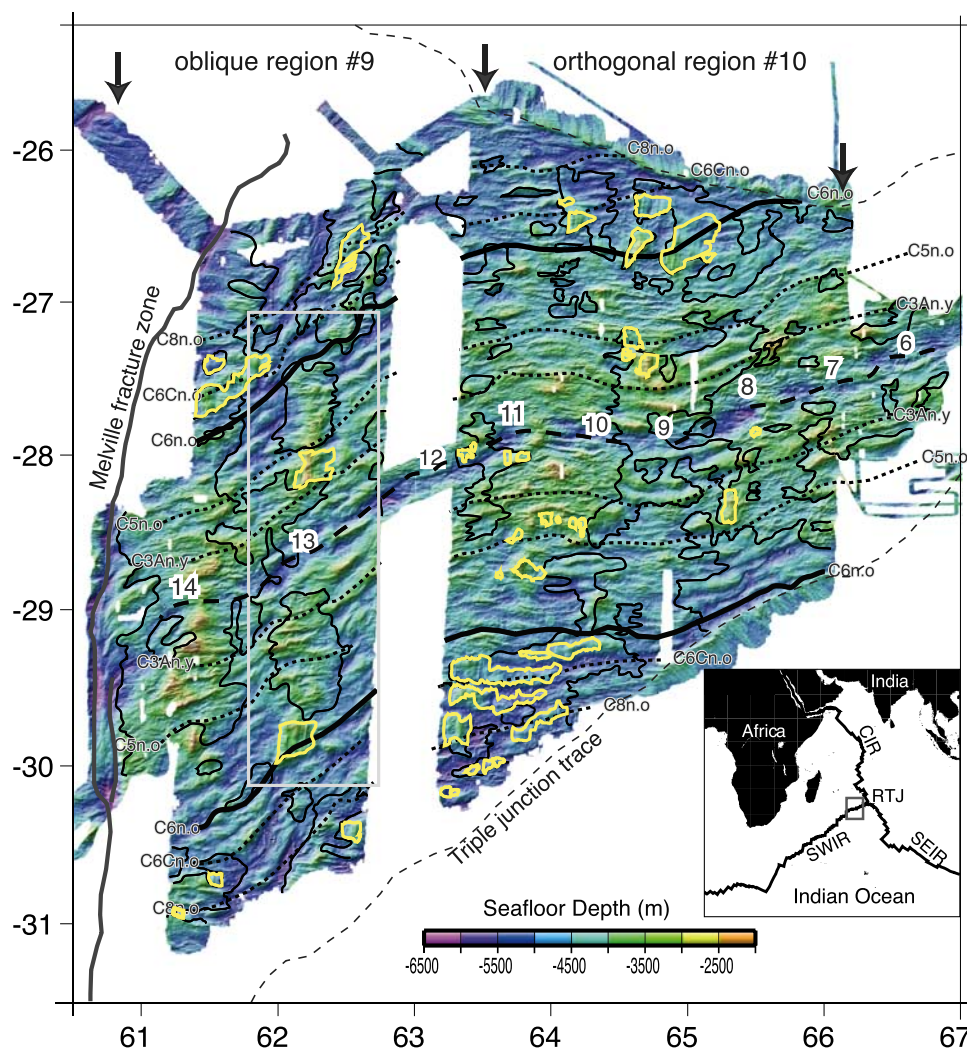 oblique region #9
orthogonal region #10
-26
-27
-28
-29
-30
-31
C8n.o
C6Cn.o
C6n.o
C5n.o
C3An.y
6
7
8
9
10
11
12
13
14
C3An.y
C5n.o
C6n.o
C6Cn.o
C8n.o
Melville fracture zone
C8n.o
C6Cn.o
C6n.o
C5n.o
C3An.y
C3An.y
C5n.o
C6n.o
C6Cn.o
C8n.o
Triple junction trace
India
Africa
CIR
RTJ
SWIR
SEIR
Indian Ocean
Seafloor Depth (m)
-6500 -5500 -4500 -3500 -2500
61 62 63 64 65 66 67